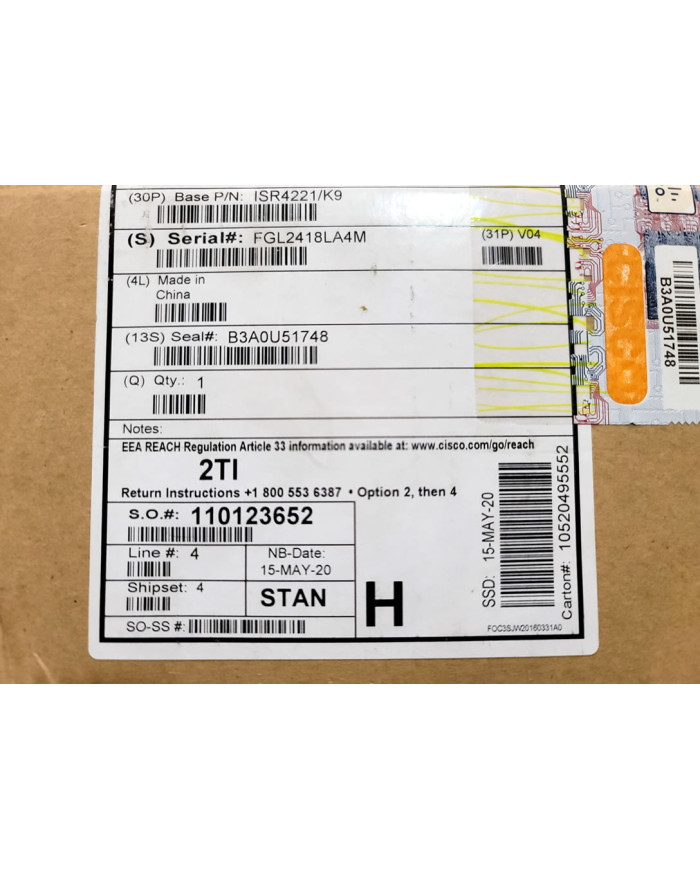 (30P) Base P/N: ISR4221/K9
(S) Serial#: FGL2418LA4M
(31P) V04
(4L) Made in
China
(13S) Seal#: B3A0U51748
(Q) Qty.: 1
Notes:
EEA REACH Regulation Article 33 information available at: www.cisco.com/go/reach
2TI
Return Instructions +1 800 553 6387 • Option 2, then 4
S.O.#: 110123652
Line #: 4
NB-Date:
15-MAY-20
Shipset: 4
STAN
SO-SS #:
H
SSD: 15-MAY-20
Carton#: 10520495552
FOC3SJW20160331A0
CISCO
B3A0U51748